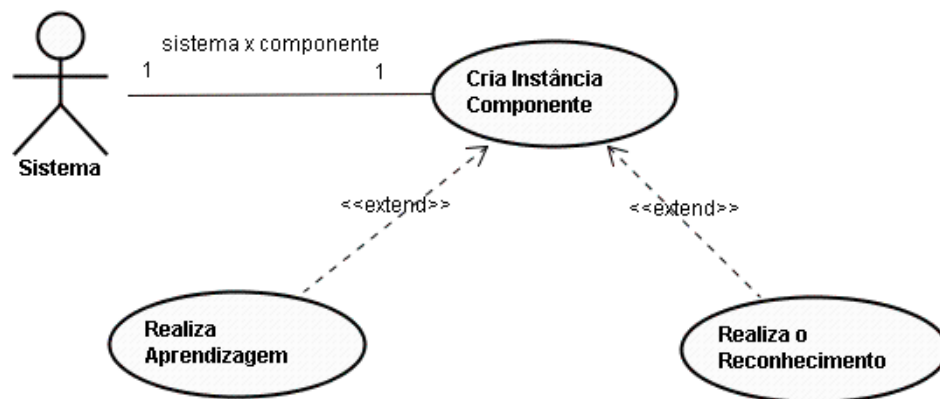 sistema x componente
1
1
Cria Instância
Componente
Sistema
<<extend>>
<<extend>>
Realiza
Aprendizagem
Realiza o
Reconhecimento